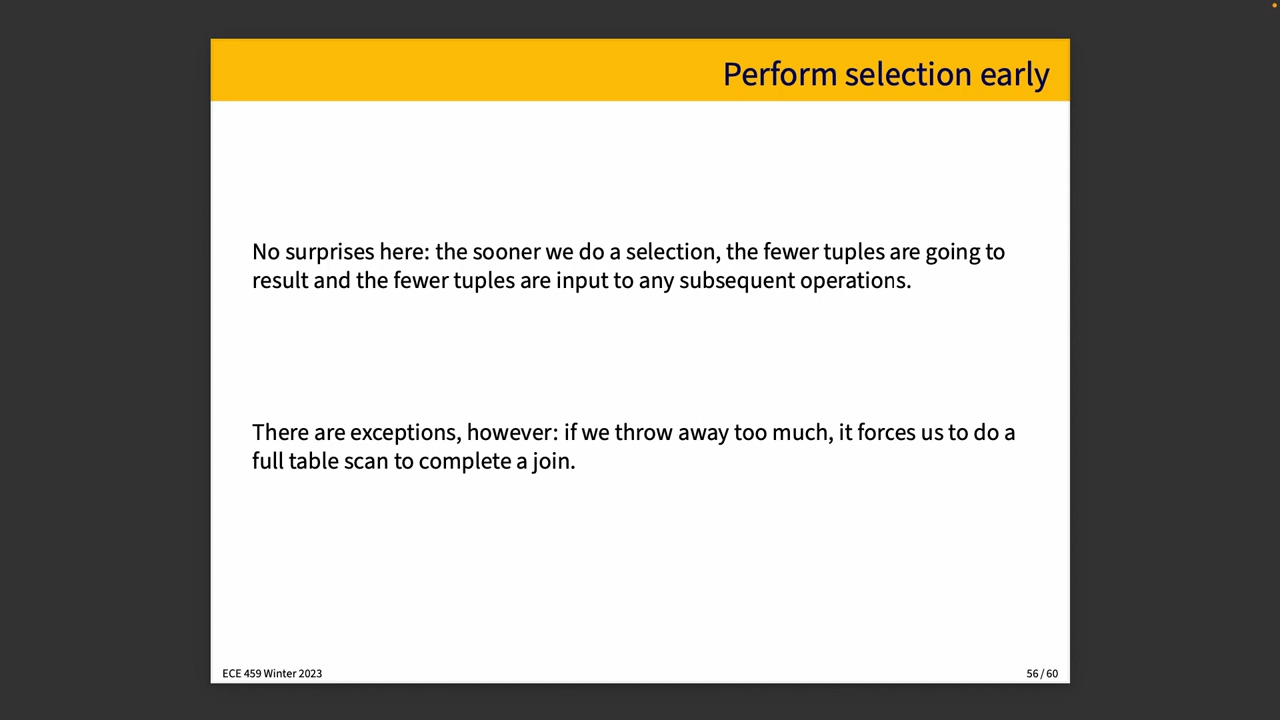 Perform selection early
No surprises here: the sooner we do a selection, the fewer tuples are going to
result and the fewer tuples are input to any subsequent operations.
There are exceptions, however: if we throw away too much, it forces us to do a
full table scan to complete a join.
ECE 459 Winter 2023
56 / 60